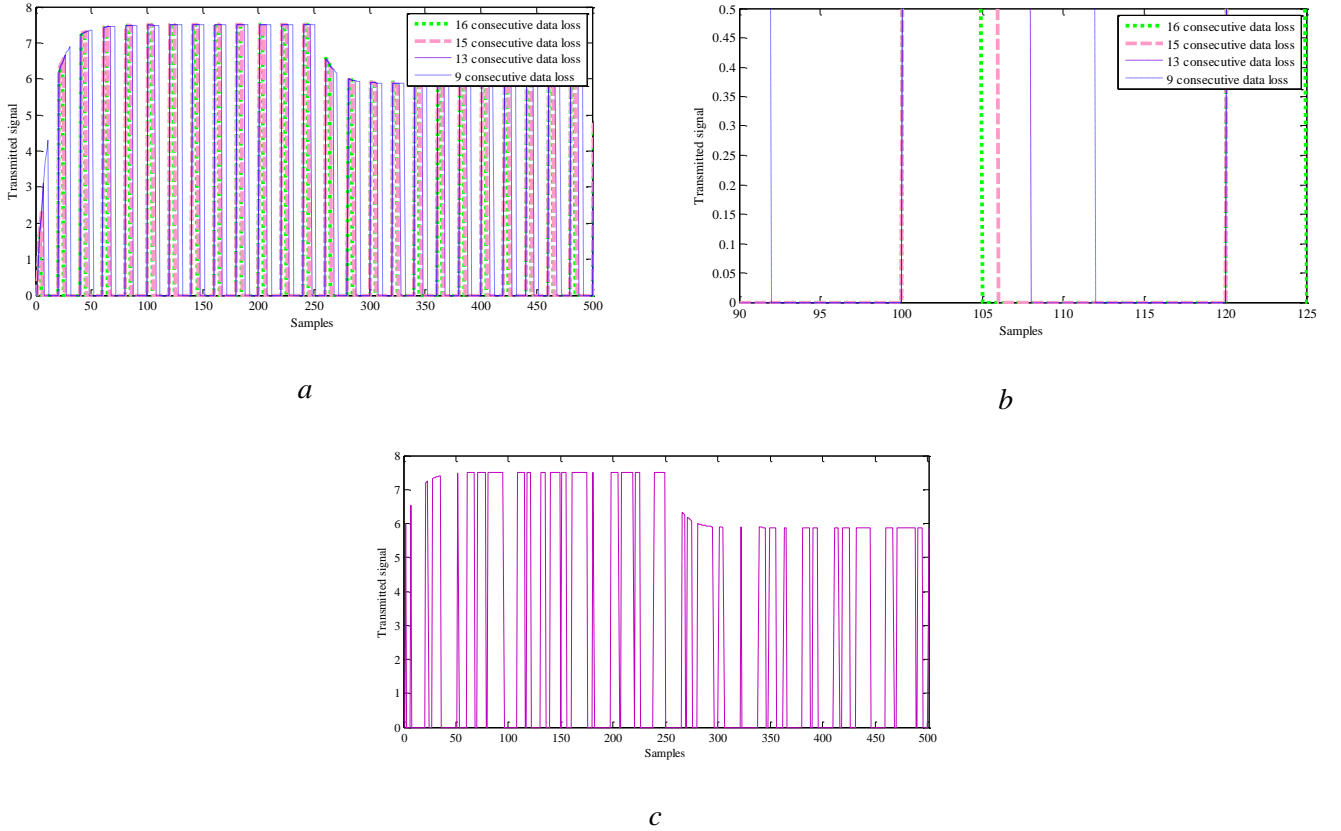 8
7
6
5
4
3
2
1
0
Transmitted signal
16 consecutive data loss
15 consecutive data loss
13 consecutive data loss
9 consecutive data loss
0 50 100 150 200 250 300 350 400 450 500
Samples
a
0.5
0.45
0.4
0.35
0.3
0.25
0.2
0.15
0.1
0.05
0
Transmitted signal
16 consecutive data loss
15 consecutive data loss
13 consecutive data loss
9 consecutive data loss
90 95 100 105 110 115 120 125
Samples
b
8
7
6
5
4
3
2
1
0
Transmitted signal
0 50 100 150 200 250 300 350 400 450 500
Samples
c